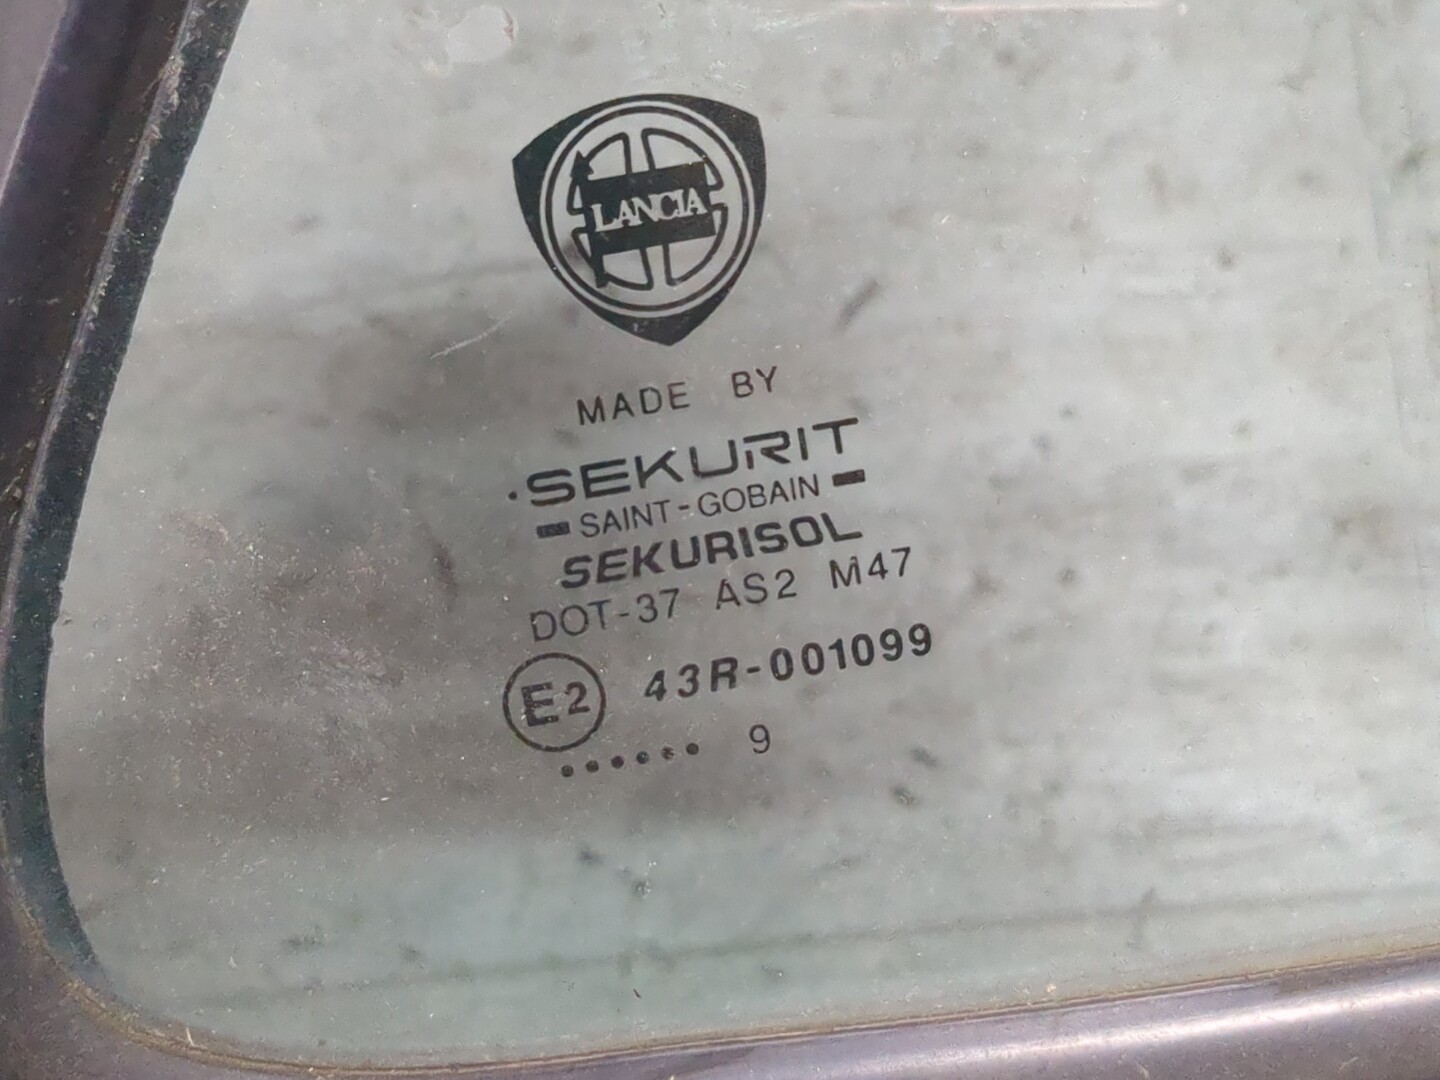 LANCIA
MADE BY
SEKURIT
SAINT-GOBAIN
SEKURISOL
DOT-37 AS2 M47
E2 43R-001099
...... 9